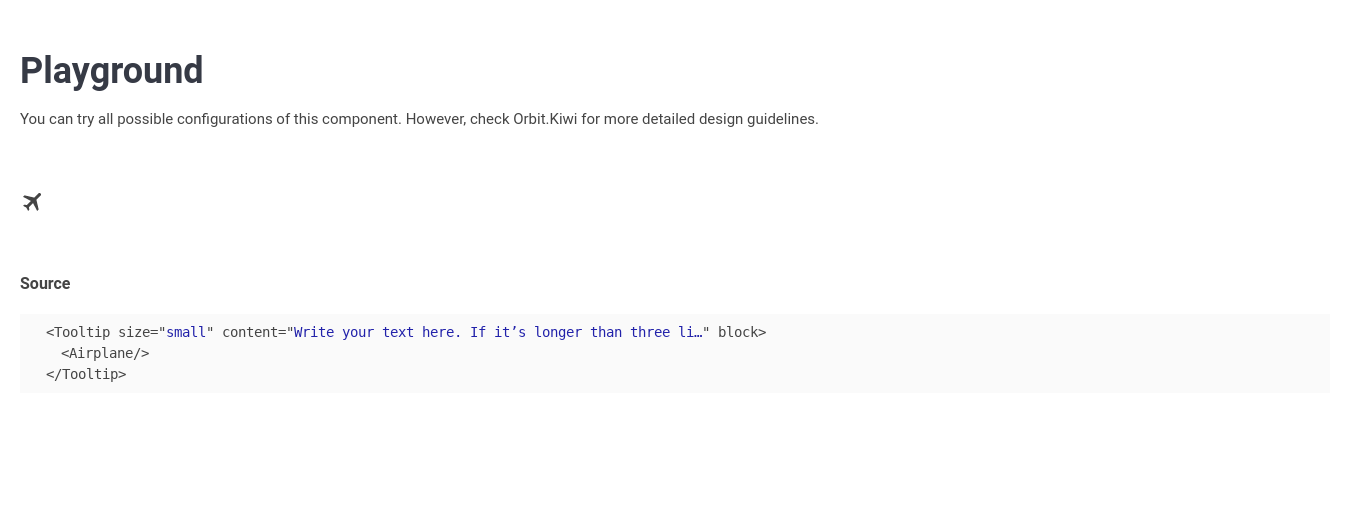 Playground
You can try all possible configurations of this component. However, check Orbit.Kiwi for more detailed design guidelines.
Source
<Tooltip size="small" content="Write your text here. If it’s longer than three li…" block>
<Airplane/>
</Tooltip>